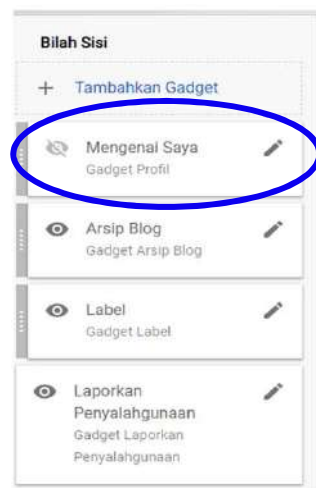 Bilah Sisi
+ Tambahkan Gadget
Mengenai Saya
Gadget Profil
Arsip Blog
Gadget Arsip Blog
Label
Gadget Label
Laporkan
Penyalahgunaan
Gadget Laporkan
Penyalahgunaan